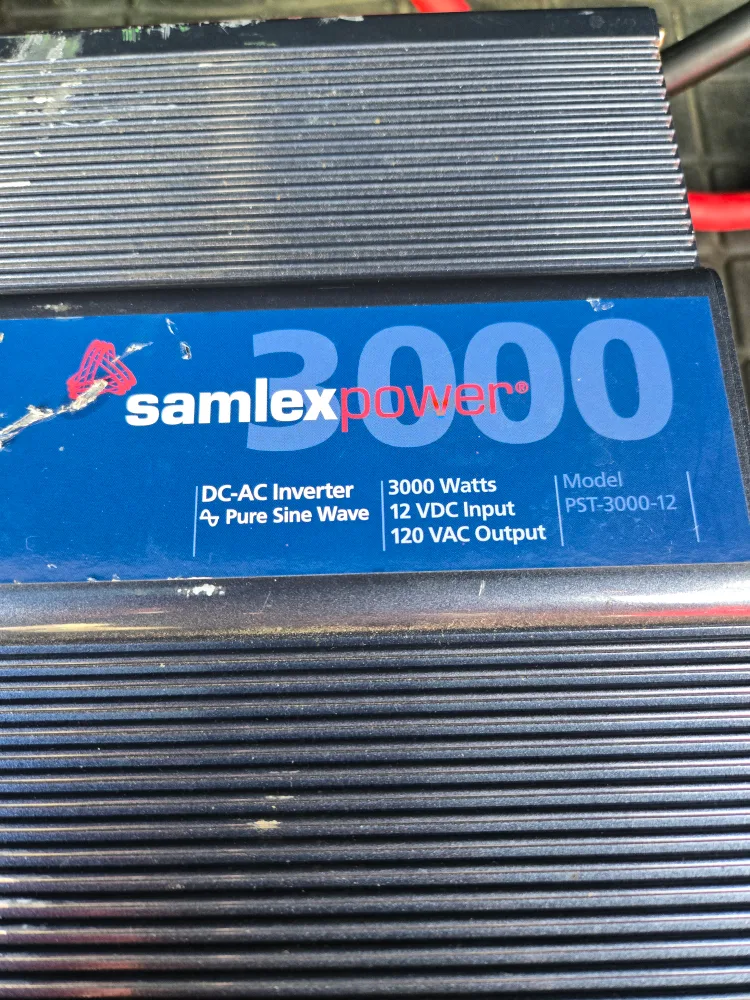 3000
samlexpower®
DC-AC Inverter
Pure Sine Wave
3000 Watts
12 VDC Input
120 VAC Output
Model
PST-3000-12